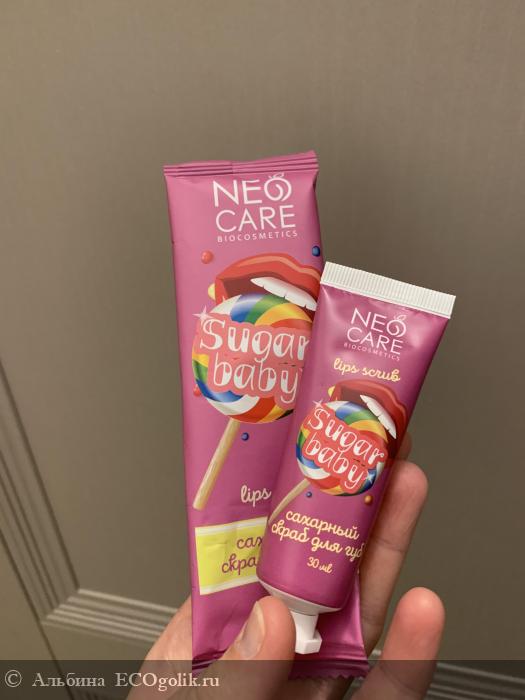 NEO
CARE
BIOCOSMETICS
Sugar
baby
lips
NEO
CARE
BIOCOSMETICS
lips scrub
Sugar
baby
сахарный
скраб для губ
30 ml
© Альбина ECOgolik.ru